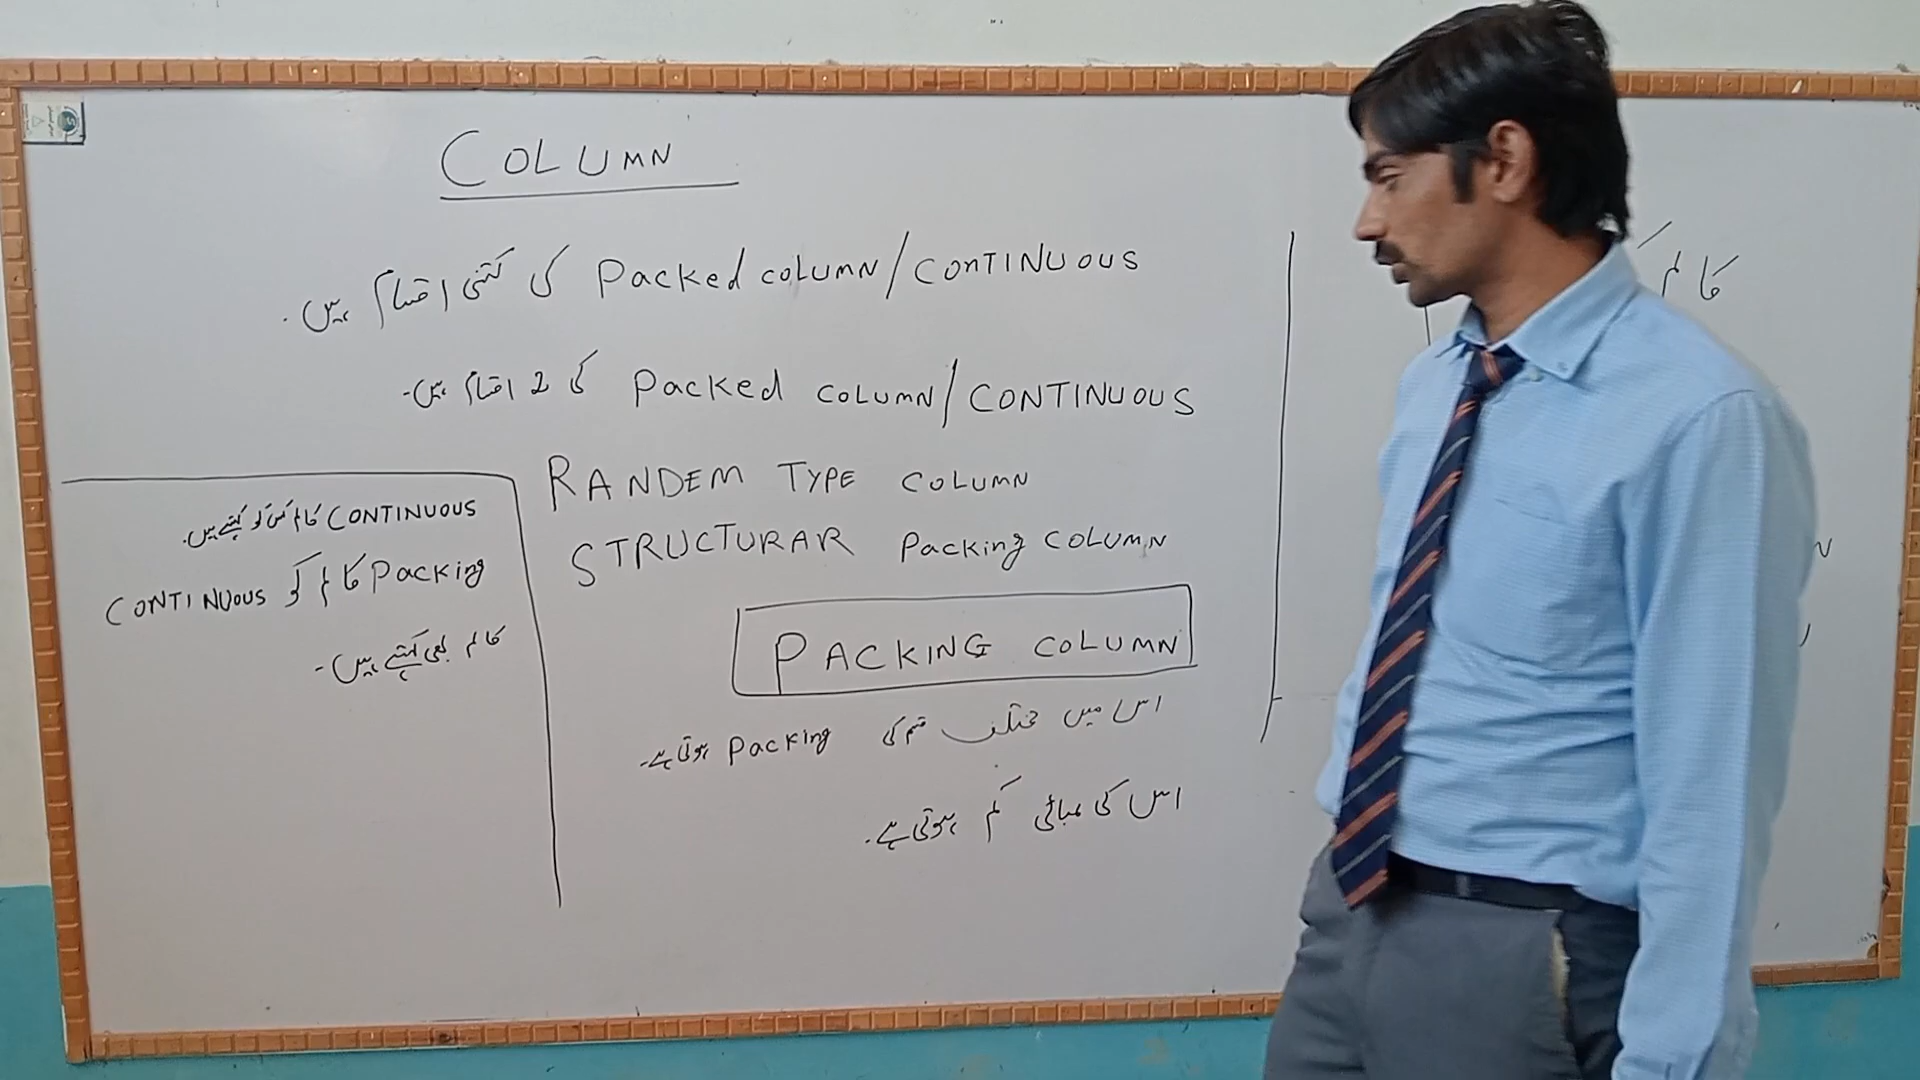 COLUMN
Packed COLUMN/CONTINUOUS کی کتنی اقسام ہیں۔
Packed COLUMN/CONTINUOUS کی 2 اقسام ہیں۔
RANDEM TYPE COLUMN
STRUCTURAR Packing COLUMN
PACKING COLUMN
اس میں مختلف قسم کی Packing ہوتی ہے۔
اس کی لمبائی کم ہوتی ہے۔
CONTINUOUS کالم کس کو کہتے ہیں۔
Packing کالم کو CONTINUOUS
کالم بھی کہتے ہیں۔
کالم